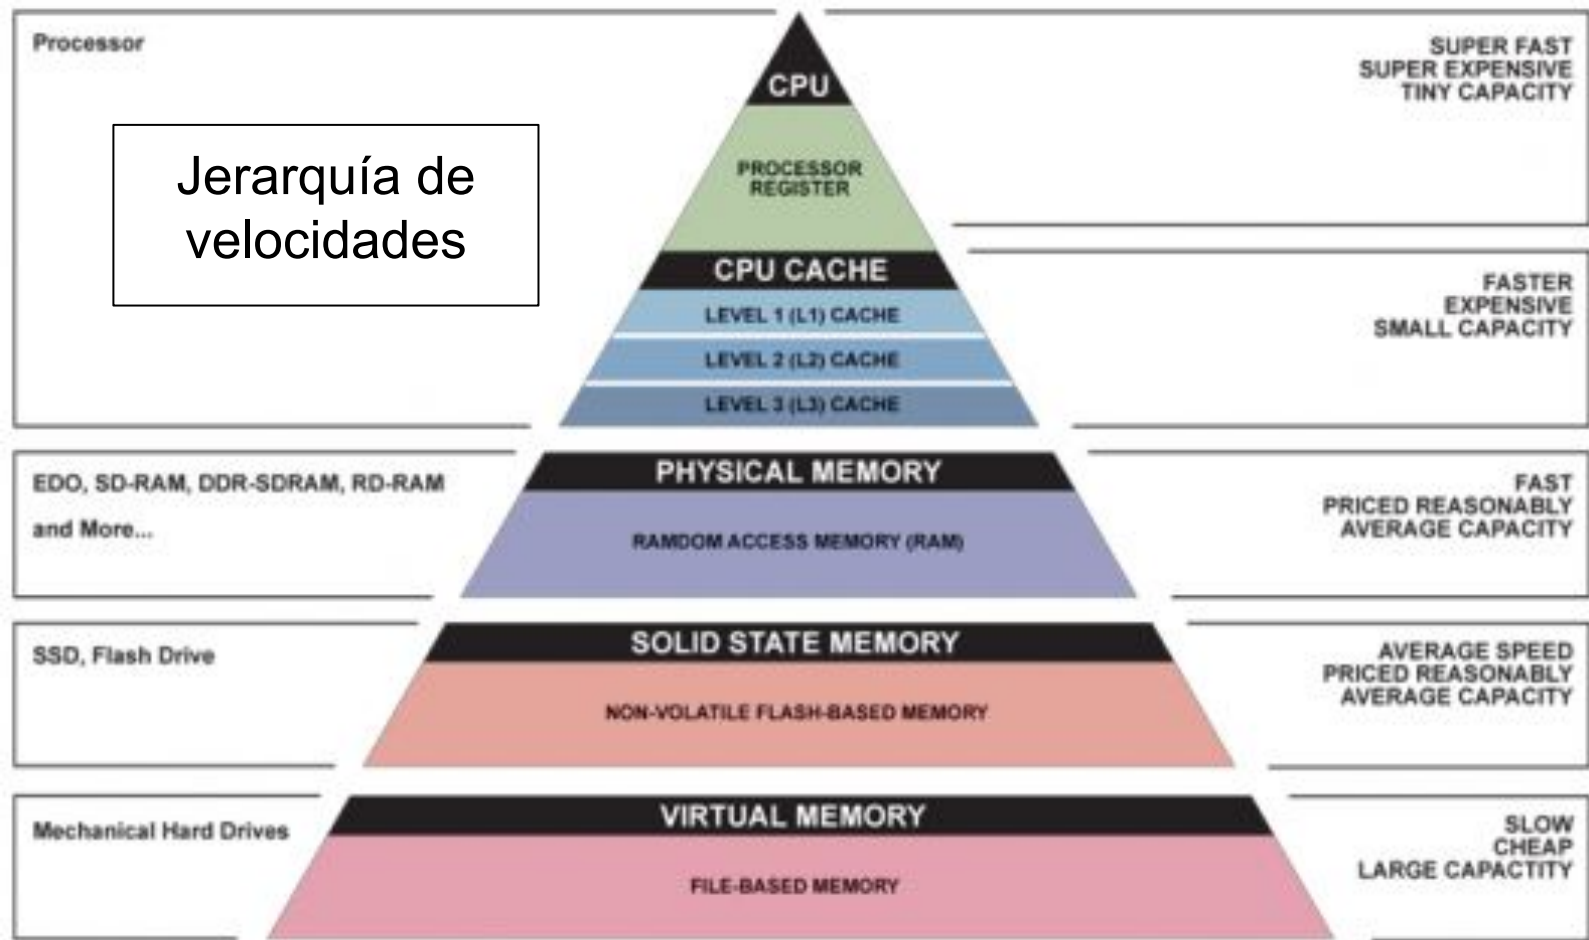 Processor
Jerarquía de
velocidades
CPU
PROCESSOR
REGISTER
SUPER FAST
SUPER EXPENSIVE
TINY CAPACITY
CPU CACHE
LEVEL 1 (L1) CACHE
LEVEL 2 (L2) CACHE
LEVEL 3 (L3) CACHE
FASTER
EXPENSIVE
SMALL CAPACITY
EDO, SD-RAM, DDR-SDRAM, RD-RAM
and More...
PHYSICAL MEMORY
RAMDOM ACCESS MEMORY (RAM)
FAST
PRICED REASONABLY
AVERAGE CAPACITY
SSD, Flash Drive
SOLID STATE MEMORY
NON-VOLATILE FLASH-BASED MEMORY
AVERAGE SPEED
PRICED REASONABLY
AVERAGE CAPACITY
Mechanical Hard Drives
VIRTUAL MEMORY
FILE-BASED MEMORY
SLOW
CHEAP
LARGE CAPACTITY